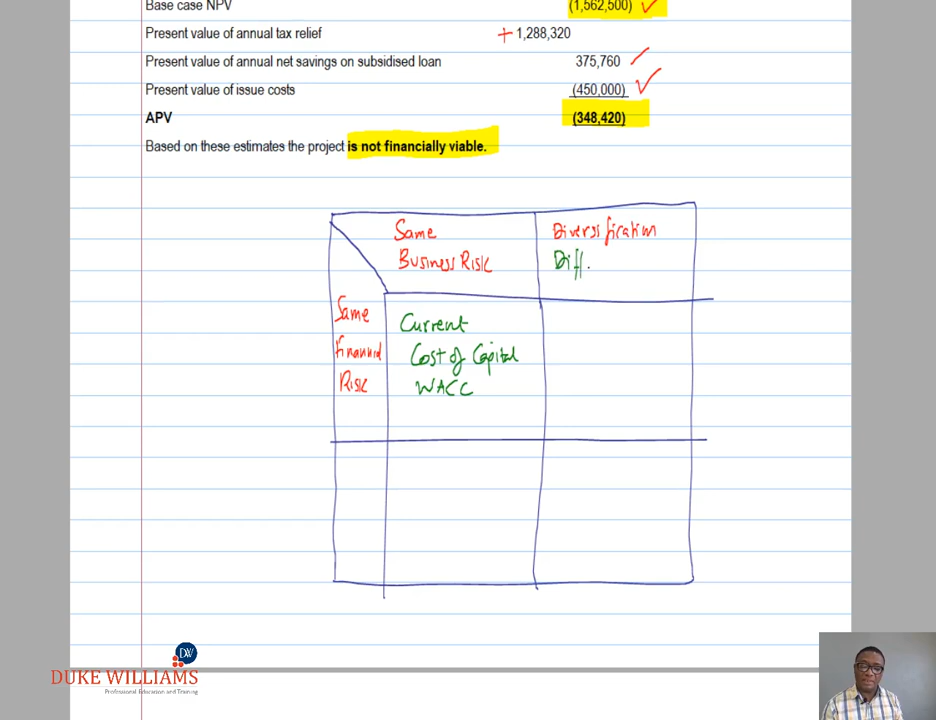 Base case NPV (1,562,500) ✓
Present value of annual tax relief + 1,288,320
Present value of annual net savings on subsidised loan 375,760
Present value of issue costs (450,000) ✓
APV (348,420)
Based on these estimates the project is not financially viable.
Same
Business Risk
Diverssfication
Diff.
Same
Financial
Risk
Current
Cost of Capital
WACC
DW
DUKE WILLIAMS
Professional Education and Training